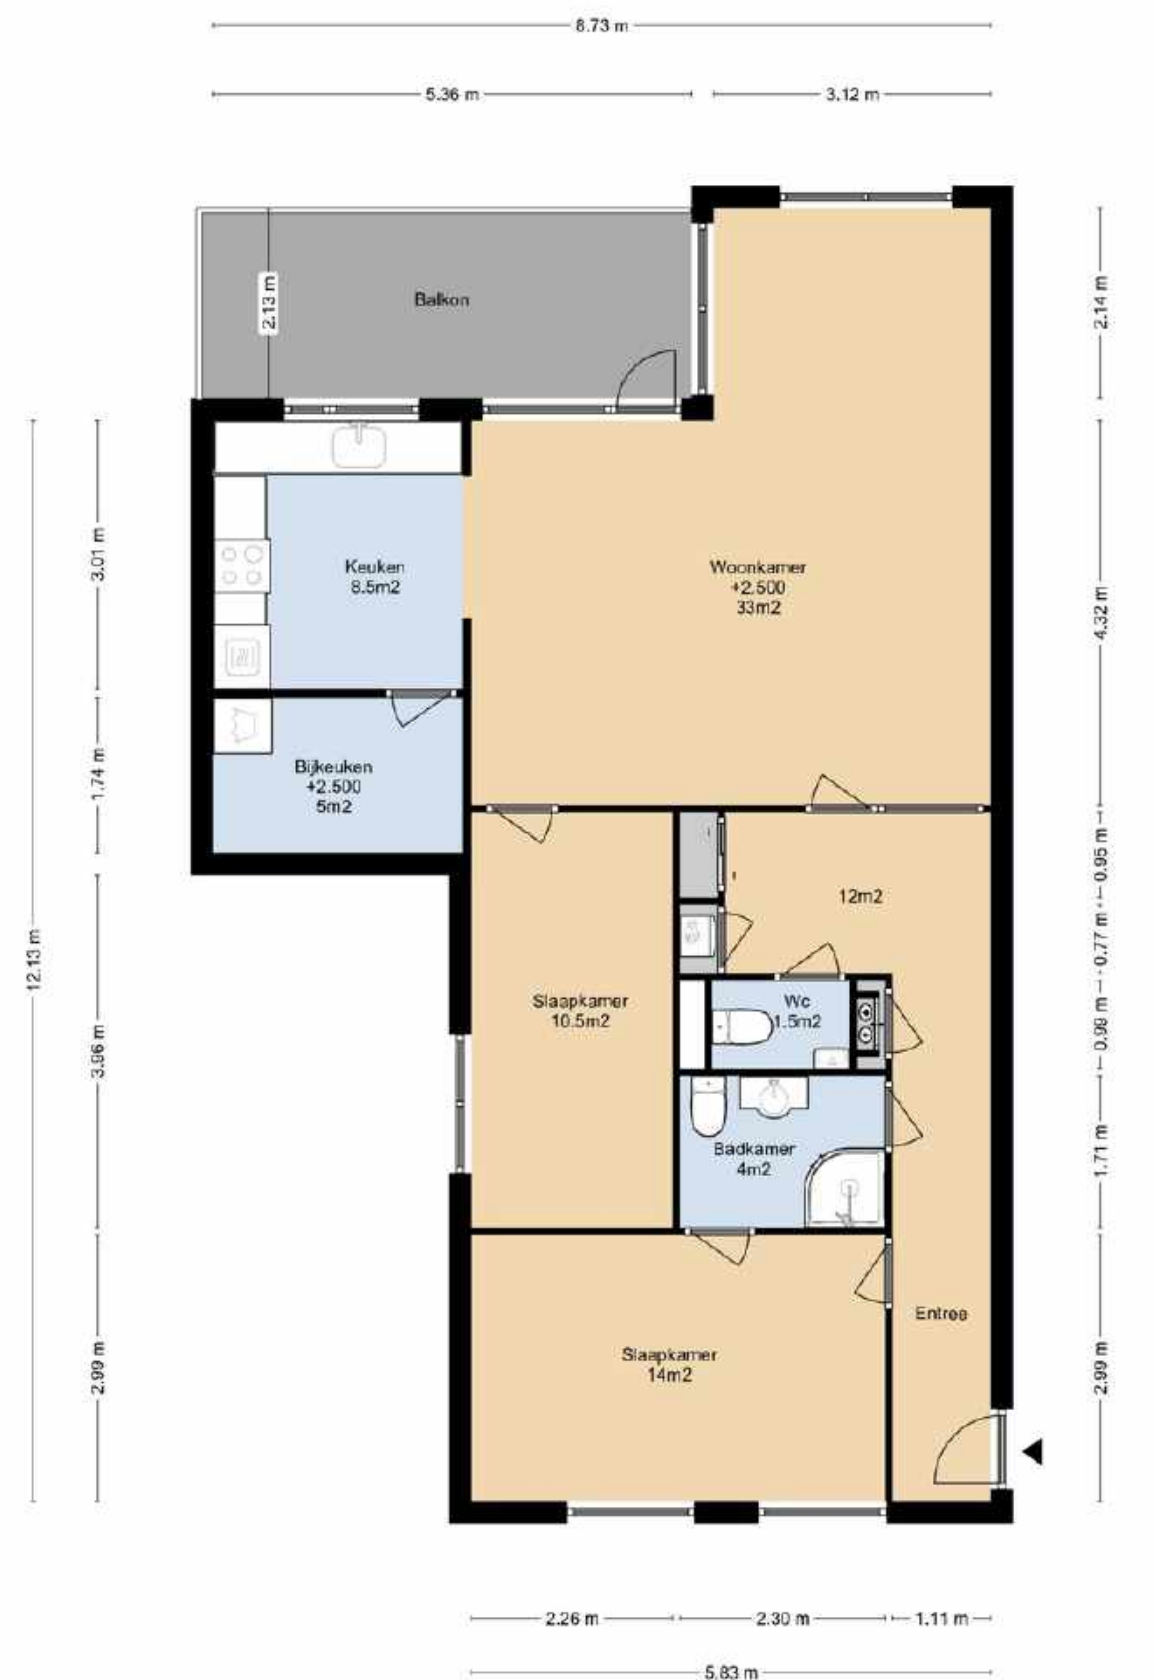 8.73 m
5.36 m
3.12 m
Balkon
2.13 m
2.14 m
Keuken
8.5m2
Woonkamer
+2.500
33m2
3.01 m
4.32 m
Bijkeuken
+2.500
5m2
1.74 m
0.95 m
12m2
0.77 m
12.13 m
Slaapkamer
10.5m2
Wc
1.5m2
3.96 m
0.99 m
Badkamer
4m2
1.71 m
Entree
Slaapkamer
14m2
2.99 m
2.99 m
2.26 m
2.30 m
1.11 m
5.83 m